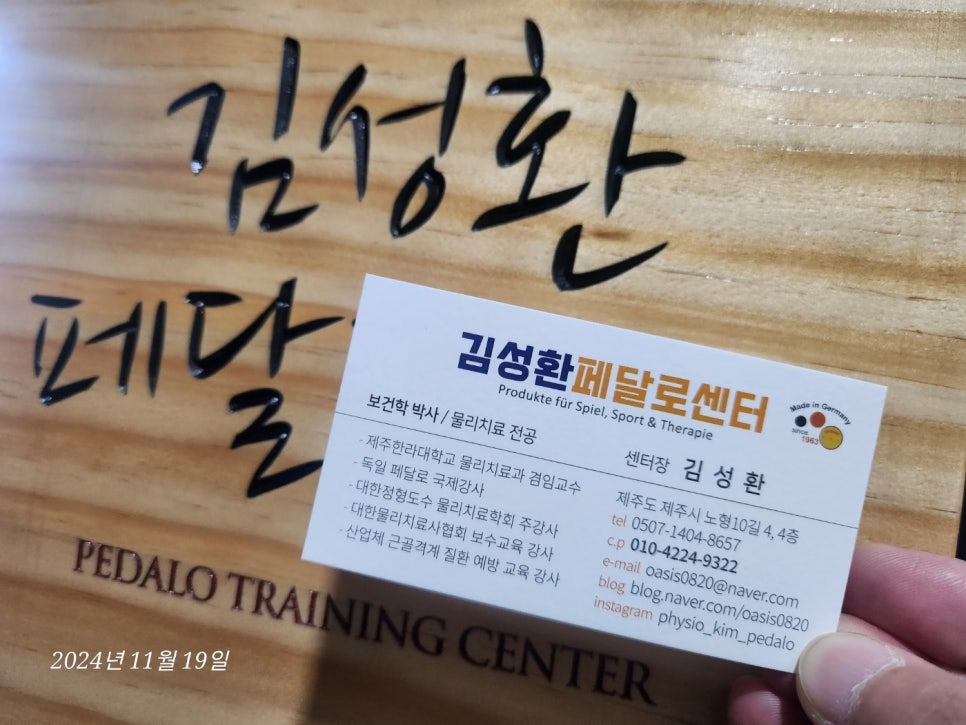 김성환
페달
PEDALO TRAINING CENTER
김성환페달로센터
Produkte für Spiel, Sport & Therapie
Made in Germany
since
1963
보건학 박사 / 물리치료 전공
- 제주한라대학교 물리치료과 겸임교수
- 독일 페달로 국제강사
- 대한정형도수 물리치료학회 주강사
- 대한물리치료사협회 보수교육 강사
- 산업체 근골격계 질환 예방 교육 강사
센터장 김 성 환
제주도 제주시 노형10길 4, 4층
tel 0507-1404-8657
c.p 010-4224-9322
e-mail oasis0820@naver.com
blog blog.naver.com/oasis0820
instagram physio_kim_pedalo
2024년 11월 19일